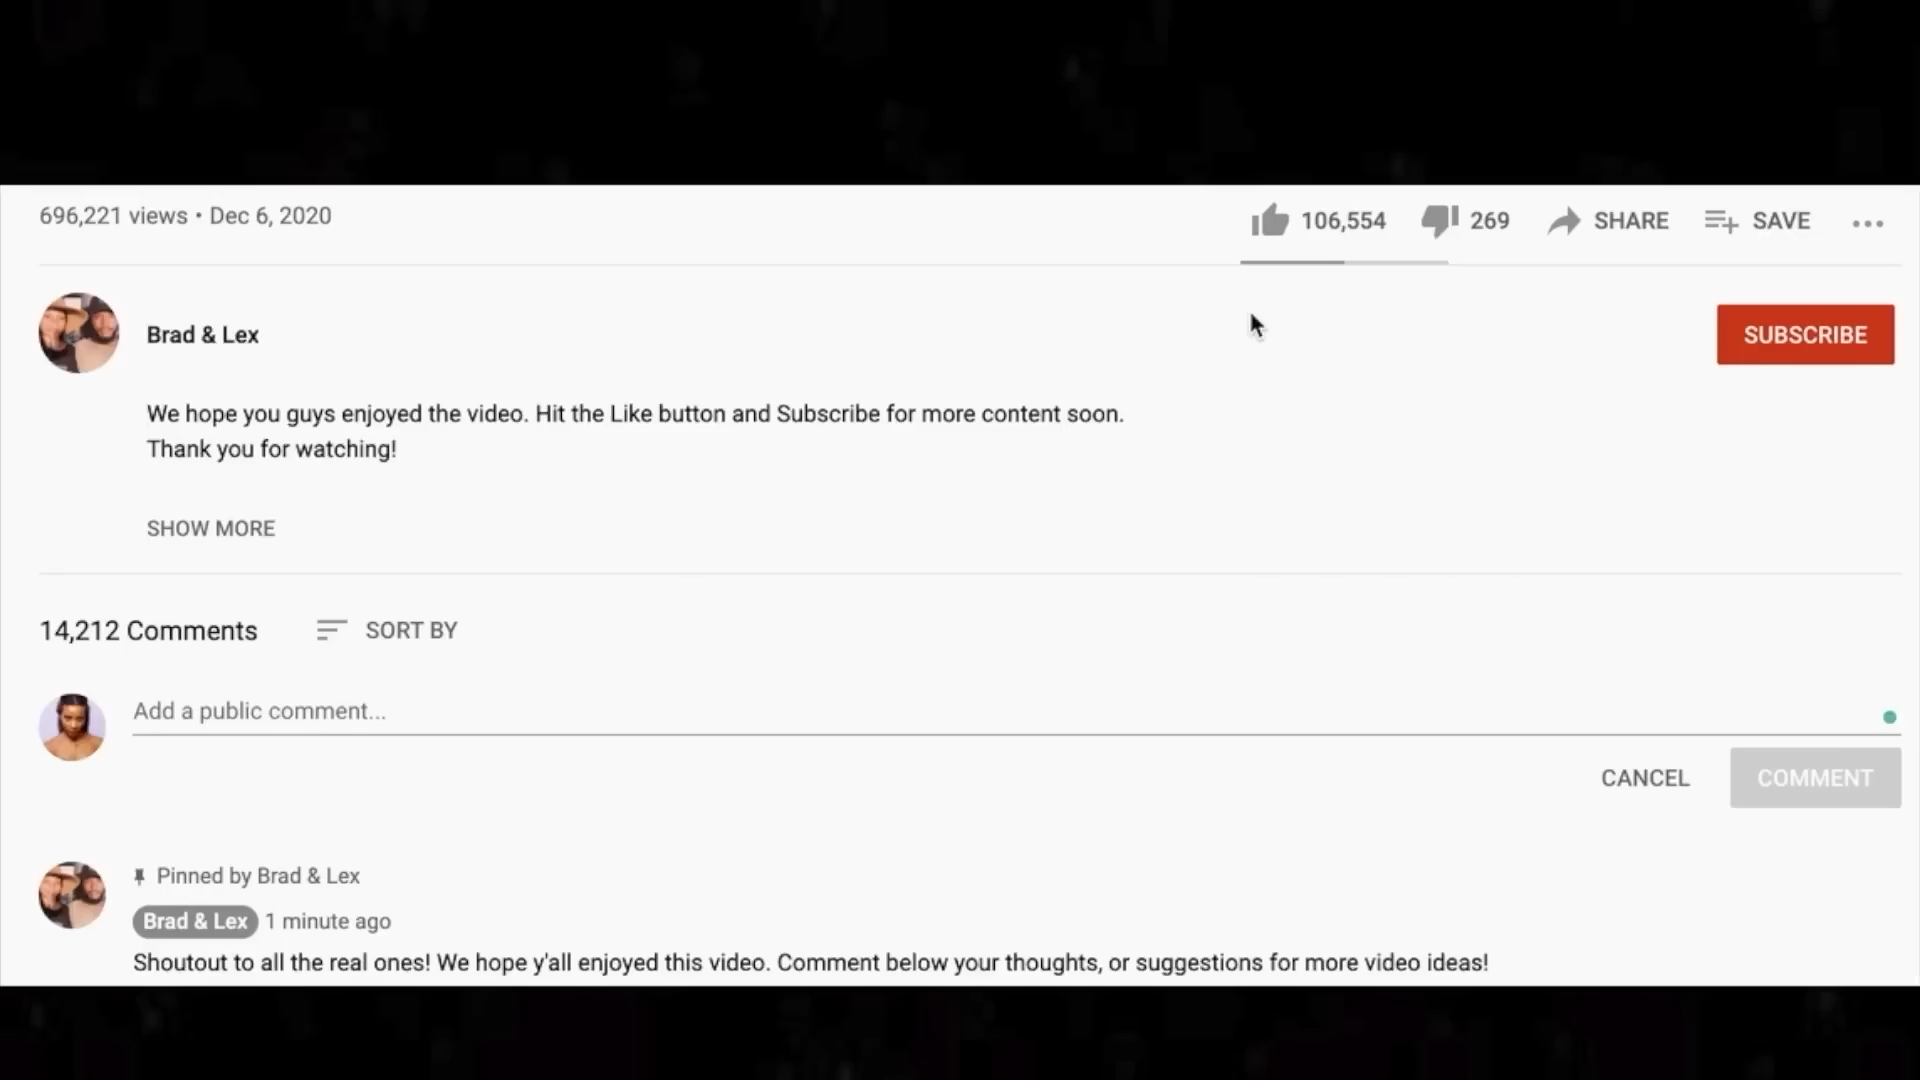 696,221 views • Dec 6, 2020
106,554
269
SHARE
SAVE
Brad & Lex
SUBSCRIBE
We hope you guys enjoyed the video. Hit the Like button and Subscribe for more content soon.
Thank you for watching!
SHOW MORE
14,212 Comments
SORT BY
Add a public comment...
CANCEL
COMMENT
Pinned by Brad & Lex
Brad & Lex 1 minute ago
Shoutout to all the real ones! We hope y'all enjoyed this video. Comment below your thoughts, or suggestions for more video ideas!